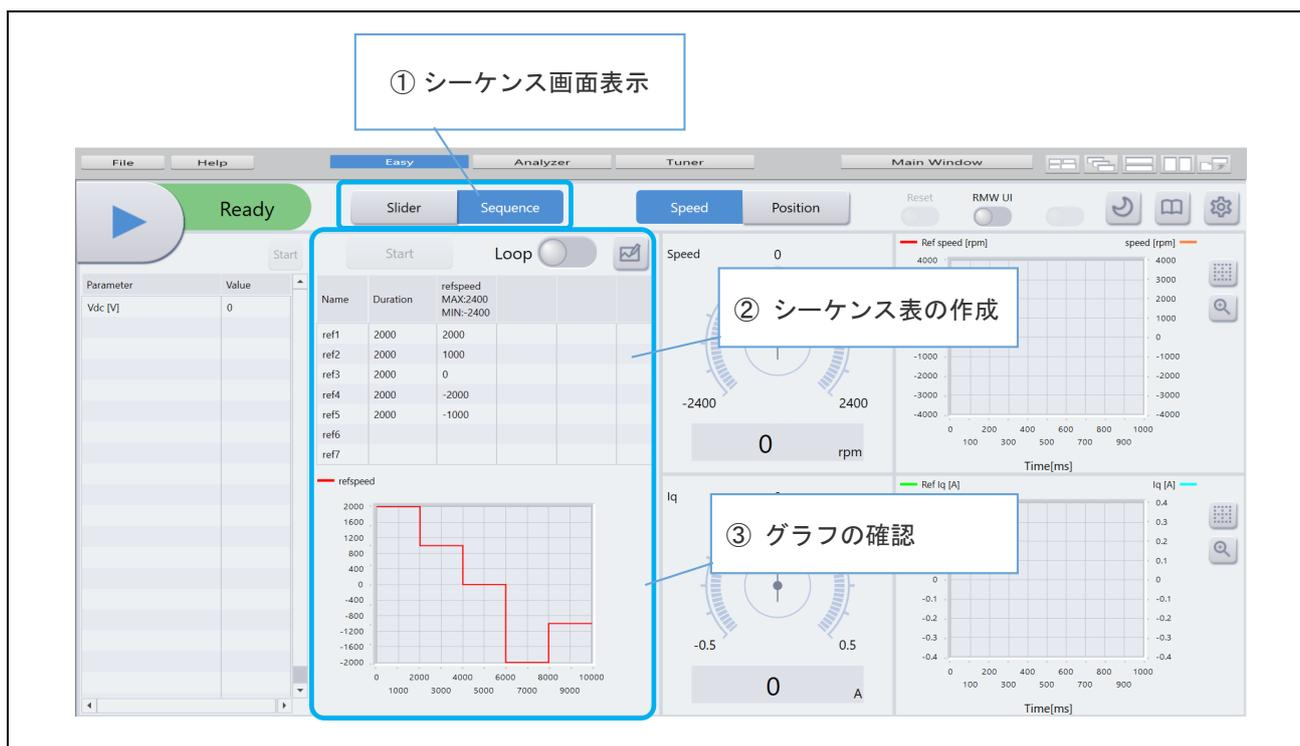 ① シーケンス画面表示
File Help Easy Analyzer Tuner Main Window
Ready Slider Sequence Speed Position Reset RMW UI
Start Start Loop
Parameter Value
Vdc [V] 0
Name Duration refspeed
MAX:2400
MIN:-2400
ref1 2000 2000
ref2 2000 1000
ref3 2000 0
ref4 2000 -2000
ref5 2000 -1000
ref6
ref7
refspeed
2000
1600
1200
800
400
0
-400
-800
-1200
-1600
-2000
0 2000 4000 6000 8000 10000
1000 3000 5000 7000 9000
Speed 0
② シーケンス表の作成
-2400 2400
0 rpm
Ref speed [rpm] speed [rpm]
4000 4000
3000
2000
1000
0
-1000 -1000
-2000 -2000
-3000 -3000
-4000 -4000
0 200 400 600 800 1000
100 300 500 700 900
Time[ms]
Iq
③ グラフの確認
-0.5 0.5
0 A
Ref Iq [A] Iq [A]
0.4
0.3
0.2
0.1
0 0
-0.1 -0.1
-0.2 -0.2
-0.3 -0.3
-0.4 -0.4
0 200 400 600 800 1000
100 300 500 700 900
Time[ms]